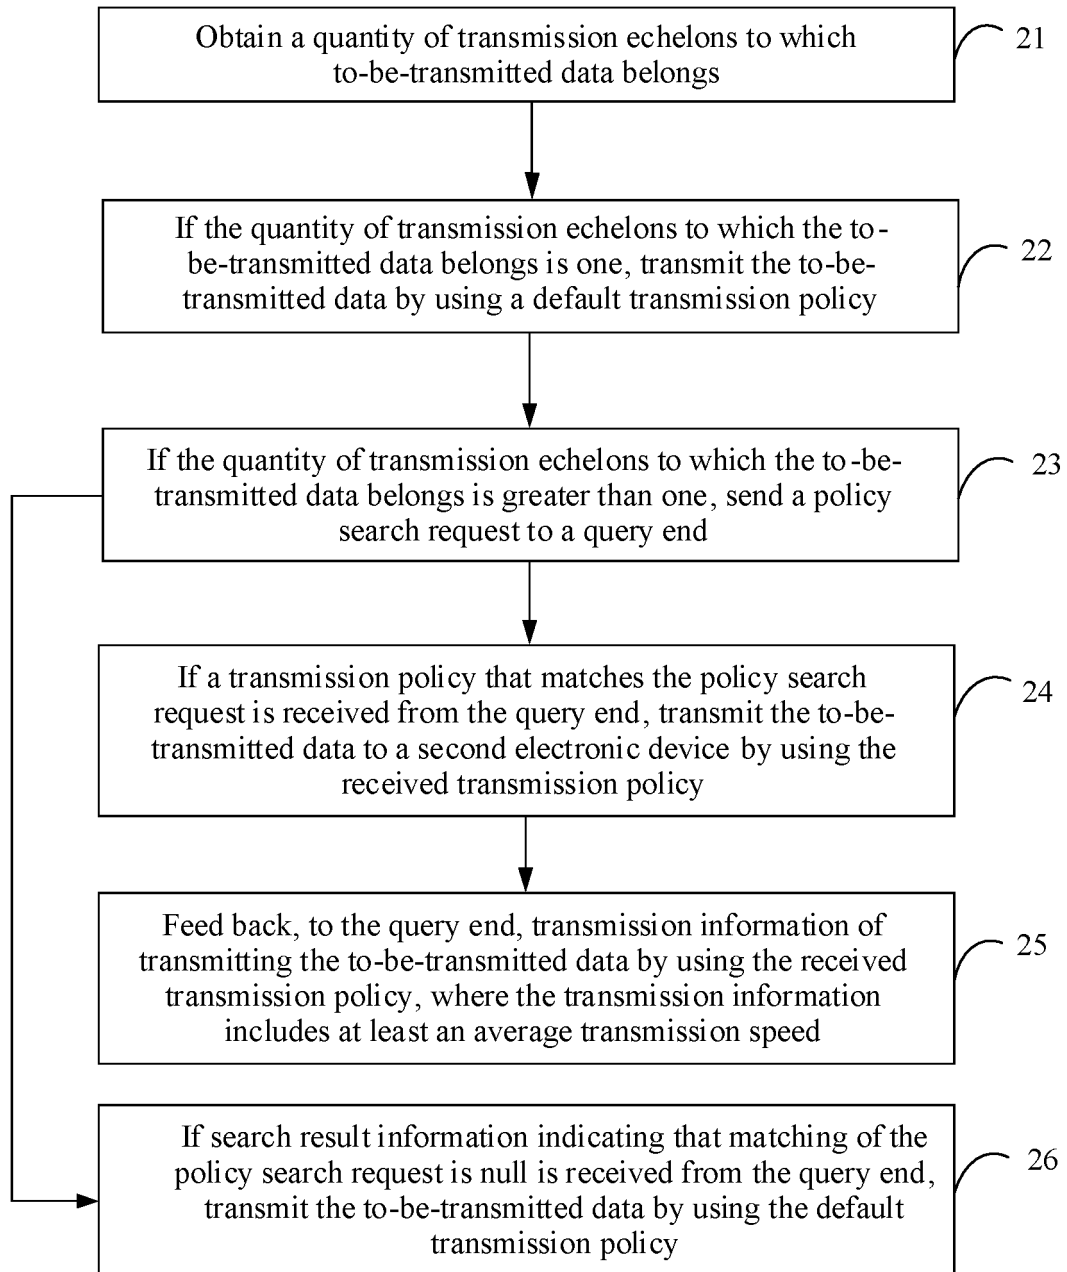 Obtain a quantity of transmission echelons to which
to-be-transmitted data belongs
21
If the quantity of transmission echelons to which the to-
be-transmitted data belongs is one, transmit the to-be-
transmitted data by using a default transmission policy
22
If the quantity of transmission echelons to which the to-be-
transmitted data belongs is greater than one, send a policy
search request to a query end
23
If a transmission policy that matches the policy search
request is received from the query end, transmit the to-be-
transmitted data to a second electronic device by using the
received transmission policy
24
Feed back, to the query end, transmission information of
transmitting the to-be-transmitted data by using the received
transmission policy, where the transmission information
includes at least an average transmission speed
25
If search result information indicating that matching of the
policy search request is null is received from the query end,
transmit the to-be-transmitted data by using the default
transmission policy
26